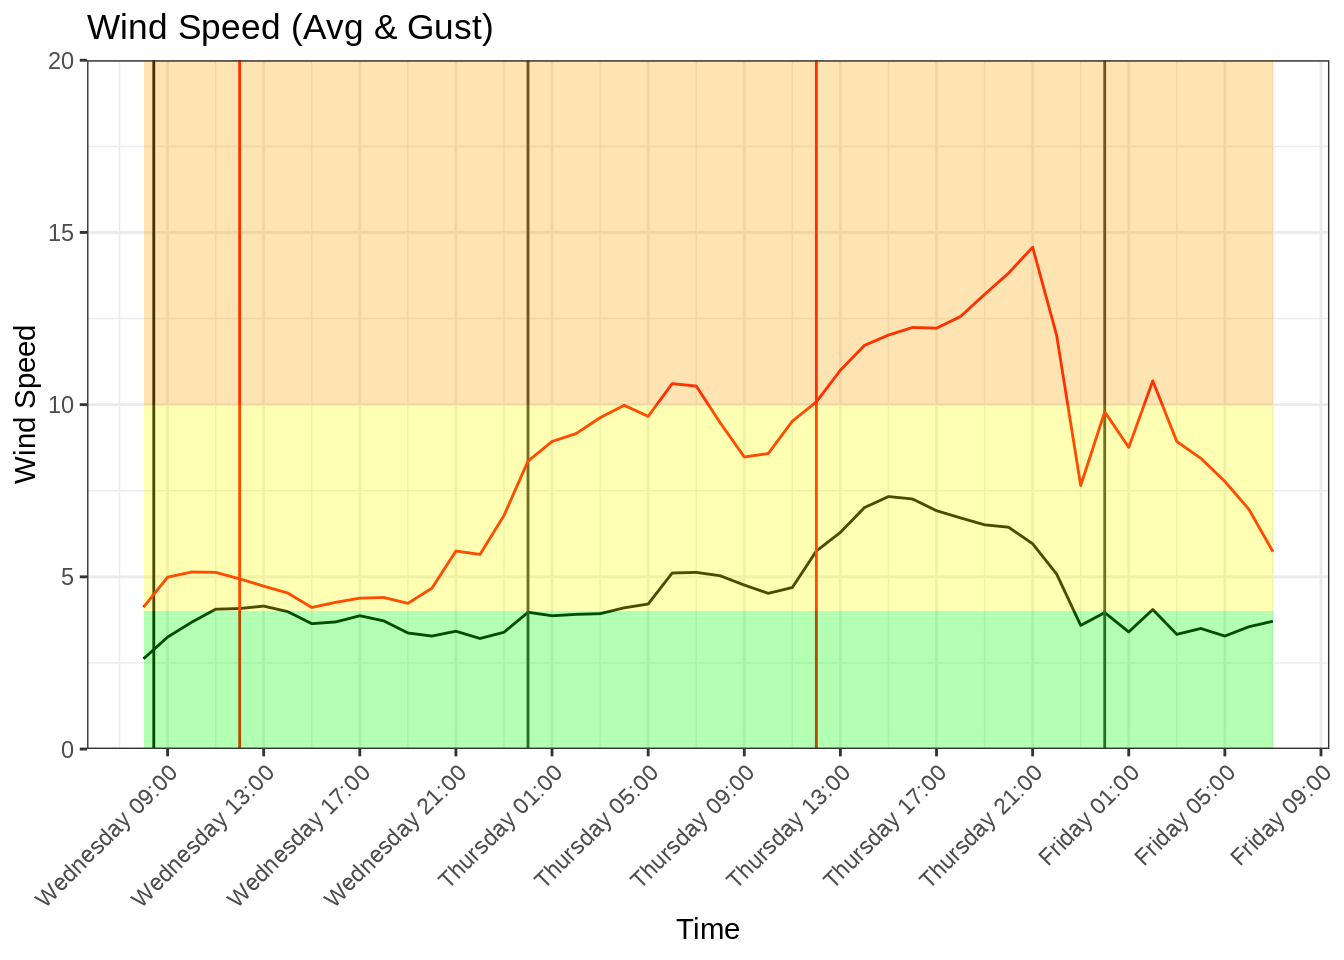 Wind Speed (Avg & Gust)
20
15
10
5
0
Wind Speed
Wednesday 09:00
Wednesday 13:00
Wednesday 17:00
Wednesday 21:00
Thursday 01:00
Thursday 05:00
Thursday 09:00
Thursday 13:00
Thursday 17:00
Thursday 21:00
Friday 01:00
Friday 05:00
Friday 09:00
Time